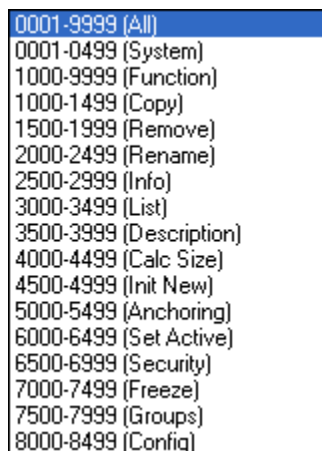 0001-9999 (All)
0001-0499 (System)
1000-9999 (Function)
1000-1499 (Copy)
1500-1999 (Remove)
2000-2499 (Rename)
2500-2999 (Info)
3000-3499 (List)
3500-3999 (Description)
4000-4499 (Calc Size)
4500-4999 (Init New)
5000-5499 (Anchoring)
6000-6499 (Set Active)
6500-6999 (Security)
7000-7499 (Freeze)
7500-7999 (Groups)
8000-8499 (Config)